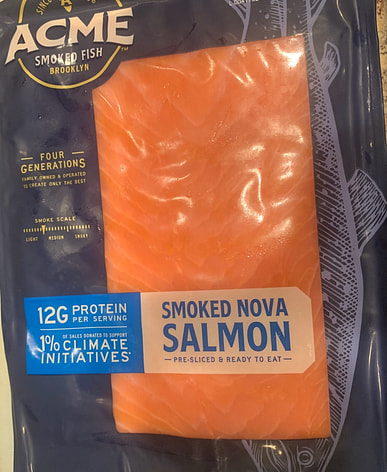 SINCE
ACME
SMOKED FISH
BROOKLYN
FOUR
GENERATIONS
FAMILY OWNED & OPERATED
TO CREATE ONLY THE BEST
SMOKE SCALE
LIGHT MEDIUM SMOKY
12G PROTEIN
PER SERVING
OF SALES DONATED TO SUPPORT
1% CLIMATE
INITIATIVES*
SMOKED NOVA
SALMON
PRE-SLICED & READY TO EAT